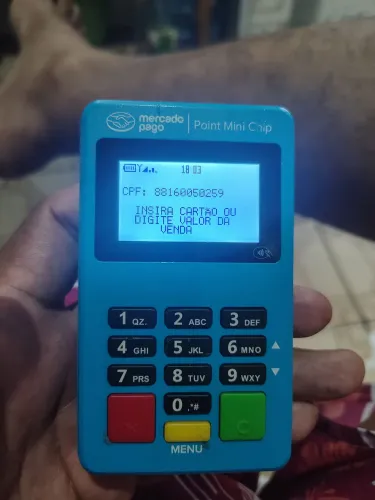 mercado
pago
Point Mini Chip
18:03
CPF: 88160050259
INSIRA CARTAO OU
DIGITE VALOR DA
VENDA
1 QZ. 2 ABC 3 DEF
4 GHI 5 JKL 6 MNO
7 PRS 8 TUV 9 WXY
0 .*#
C
MENU